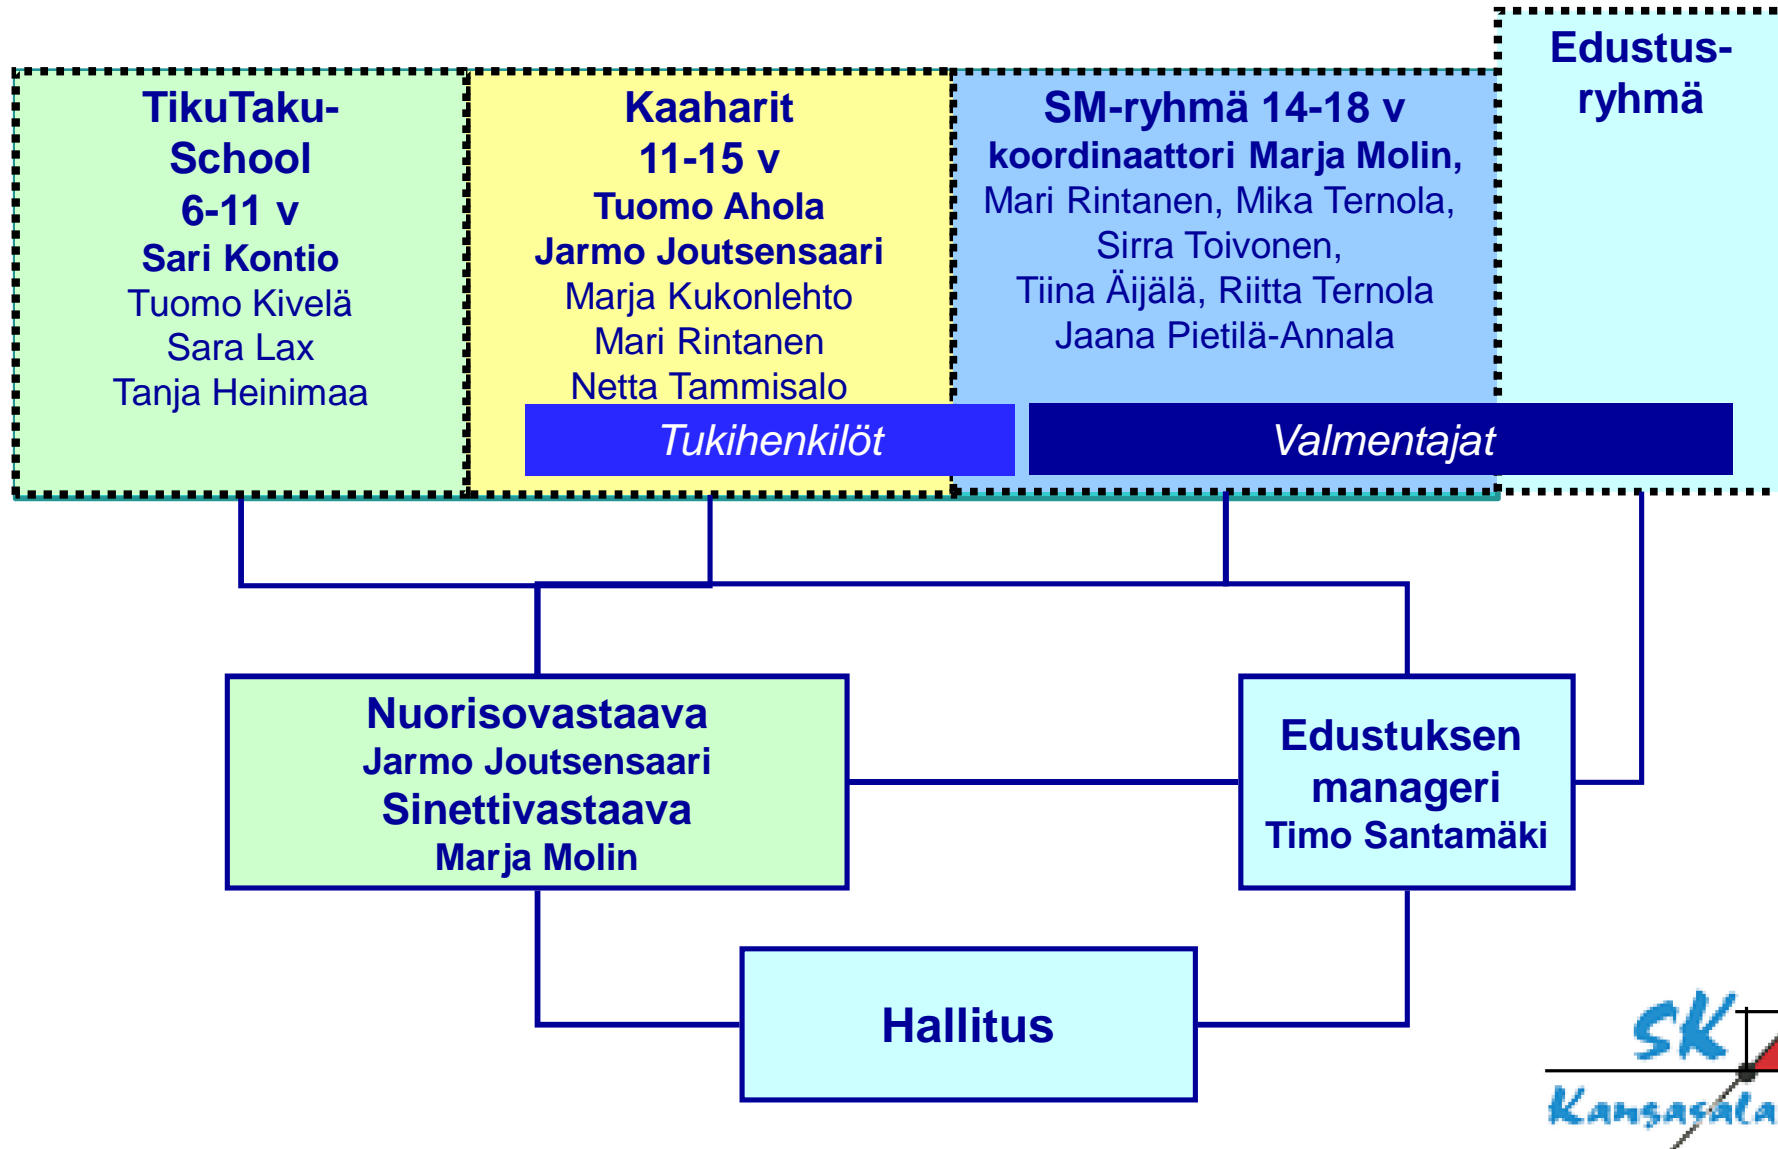 TikuTaku-
School
6-11 v
Sari Kontio
Tuomo Kivelä
Sara Lax
Tanja Heinimaa
Kaaharit
11-15 v
Tuomo Ahola
Jarmo Joutsensaari
Marja Kukonlehto
Mari Rintanen
Netta Tammisalo
SM-ryhmä 14-18 v
koordinaattori Marja Molin,
Mari Rintanen, Mika Ternola,
Sirra Toivonen,
Tiina Äijälä, Riitta Ternola
Jaana Pietilä-Annala
Edustus-
ryhmä
Tukihenkilöt
Valmentajat
Nuorisovastaava
Jarmo Joutsensaari
Sinettivastaava
Marja Molin
Edustuksen
manageri
Timo Santamäki
Hallitus
SK
Kangasala